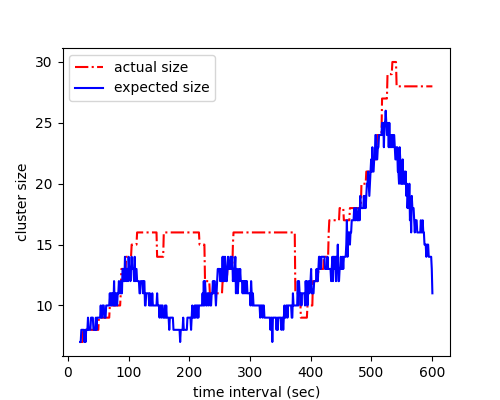 actual size
expected size
30
25
20
15
10
cluster size
0 100 200 300 400 500 600
time interval (sec)